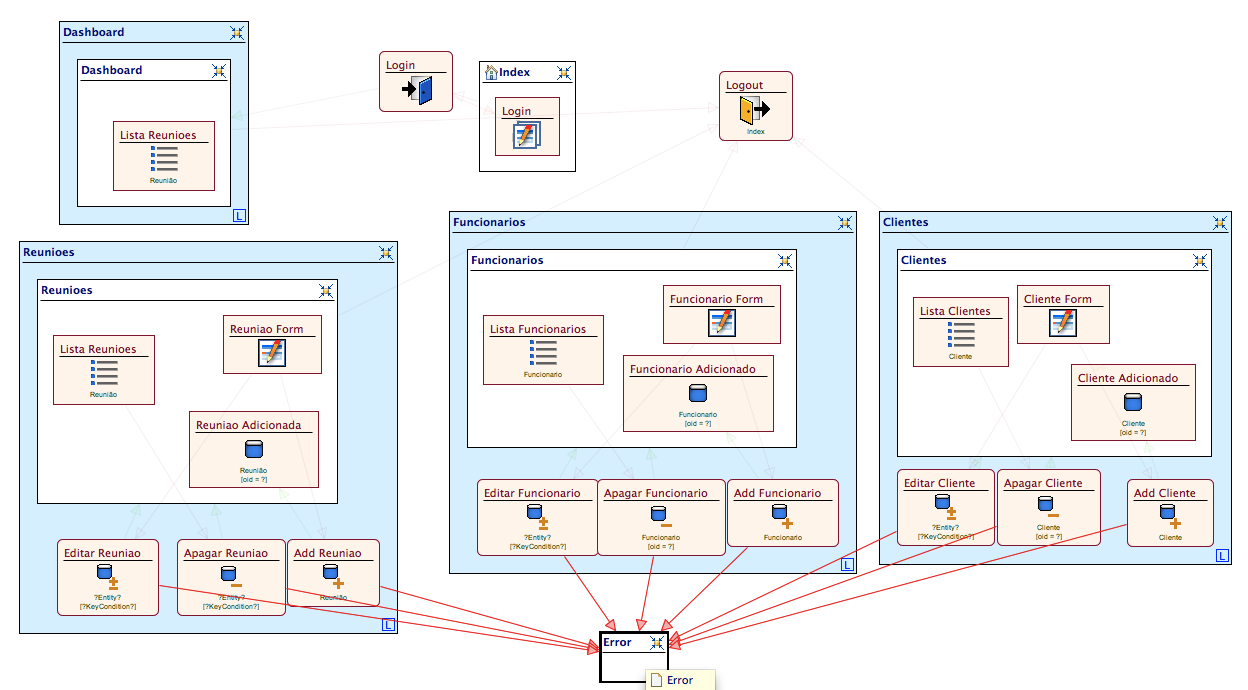 Dashboard
Dashboard
Lista Reunioes
Reunião
L
Login
Index
Login
Logout
Index
Reunioes
Reunioes
Lista Reunioes
Reunião
Reuniao Form
Reuniao Adicionada
Reunião
[oid = ?]
Editar Reuniao
?Entity?
[?KeyCondition?]
Apagar Reuniao
?Entity?
[?KeyCondition?]
Add Reuniao
Reunião
L
Funcionarios
Funcionarios
Lista Funcionarios
Funcionario
Funcionario Form
Funcionario Adicionado
Funcionario
[oid = ?]
Editar Funcionario
?Entity?
[?KeyCondition?]
Apagar Funcionario
Funcionario
[oid = ?]
Add Funcionario
Funcionario
L
Clientes
Clientes
Lista Clientes
Cliente
Cliente Form
Cliente Adicionado
Cliente
[oid = ?]
Editar Cliente
?Entity?
[?KeyCondition?]
Apagar Cliente
Cliente
[oid = ?]
Add Cliente
Cliente
L
Error
Error